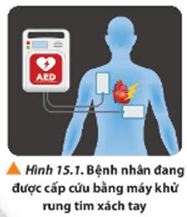 AED
▲ Hình 15.1. Bệnh nhân đang
được cấp cứu bằng máy khử
rung tim xách tay